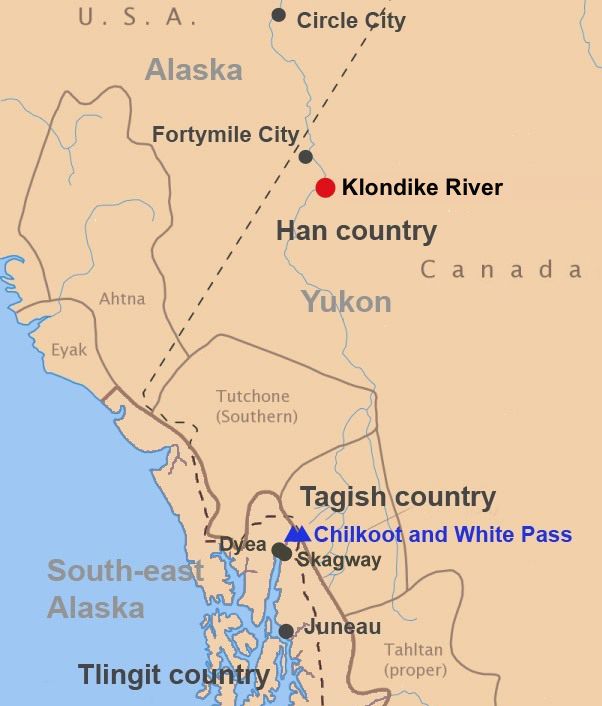 U. S. A.
Circle City
Alaska
Fortymile City
Klondike River
Han country
Canada
Yukon
Ahtna
Eyak
Tutchone
(Southern)
Tagish country
Chilkoot and White Pass
Dyea
Skagway
South-east
Alaska
Juneau
Tahltan
(proper)
Tlingit country